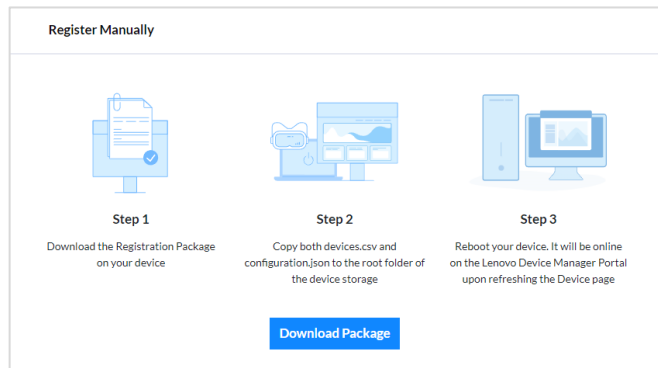 Register Manually
Step 1
Download the Registration Package
on your device
Step 2
Copy both devices.csv and
configuration.json to the root folder of
the device storage
Step 3
Reboot your device. It will be online
on the Lenovo Device Manager Portal
upon refreshing the Device page
Download Package